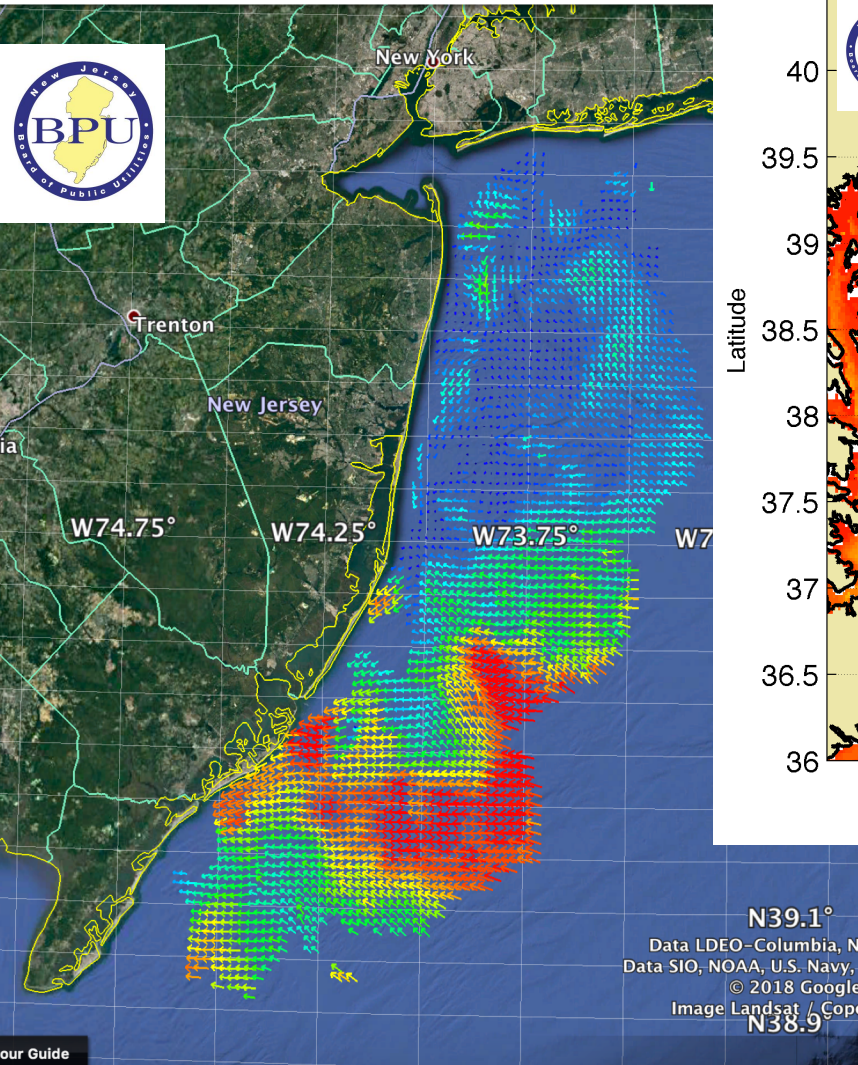 New York
New Jersey
BPU
Board of Public Utilities
Trenton
New Jersey
ia
W74.75°
W74.25°
W73.75°
W7
N39.1°
Data LDEO-Columbia, N
Data SIO, NOAA, U.S. Navy,
© 2018 Google
Image Landsat / Cope
N38.9°
our Guide
Latitude
40
39.5
39
38.5
38
37.5
37
36.5
36